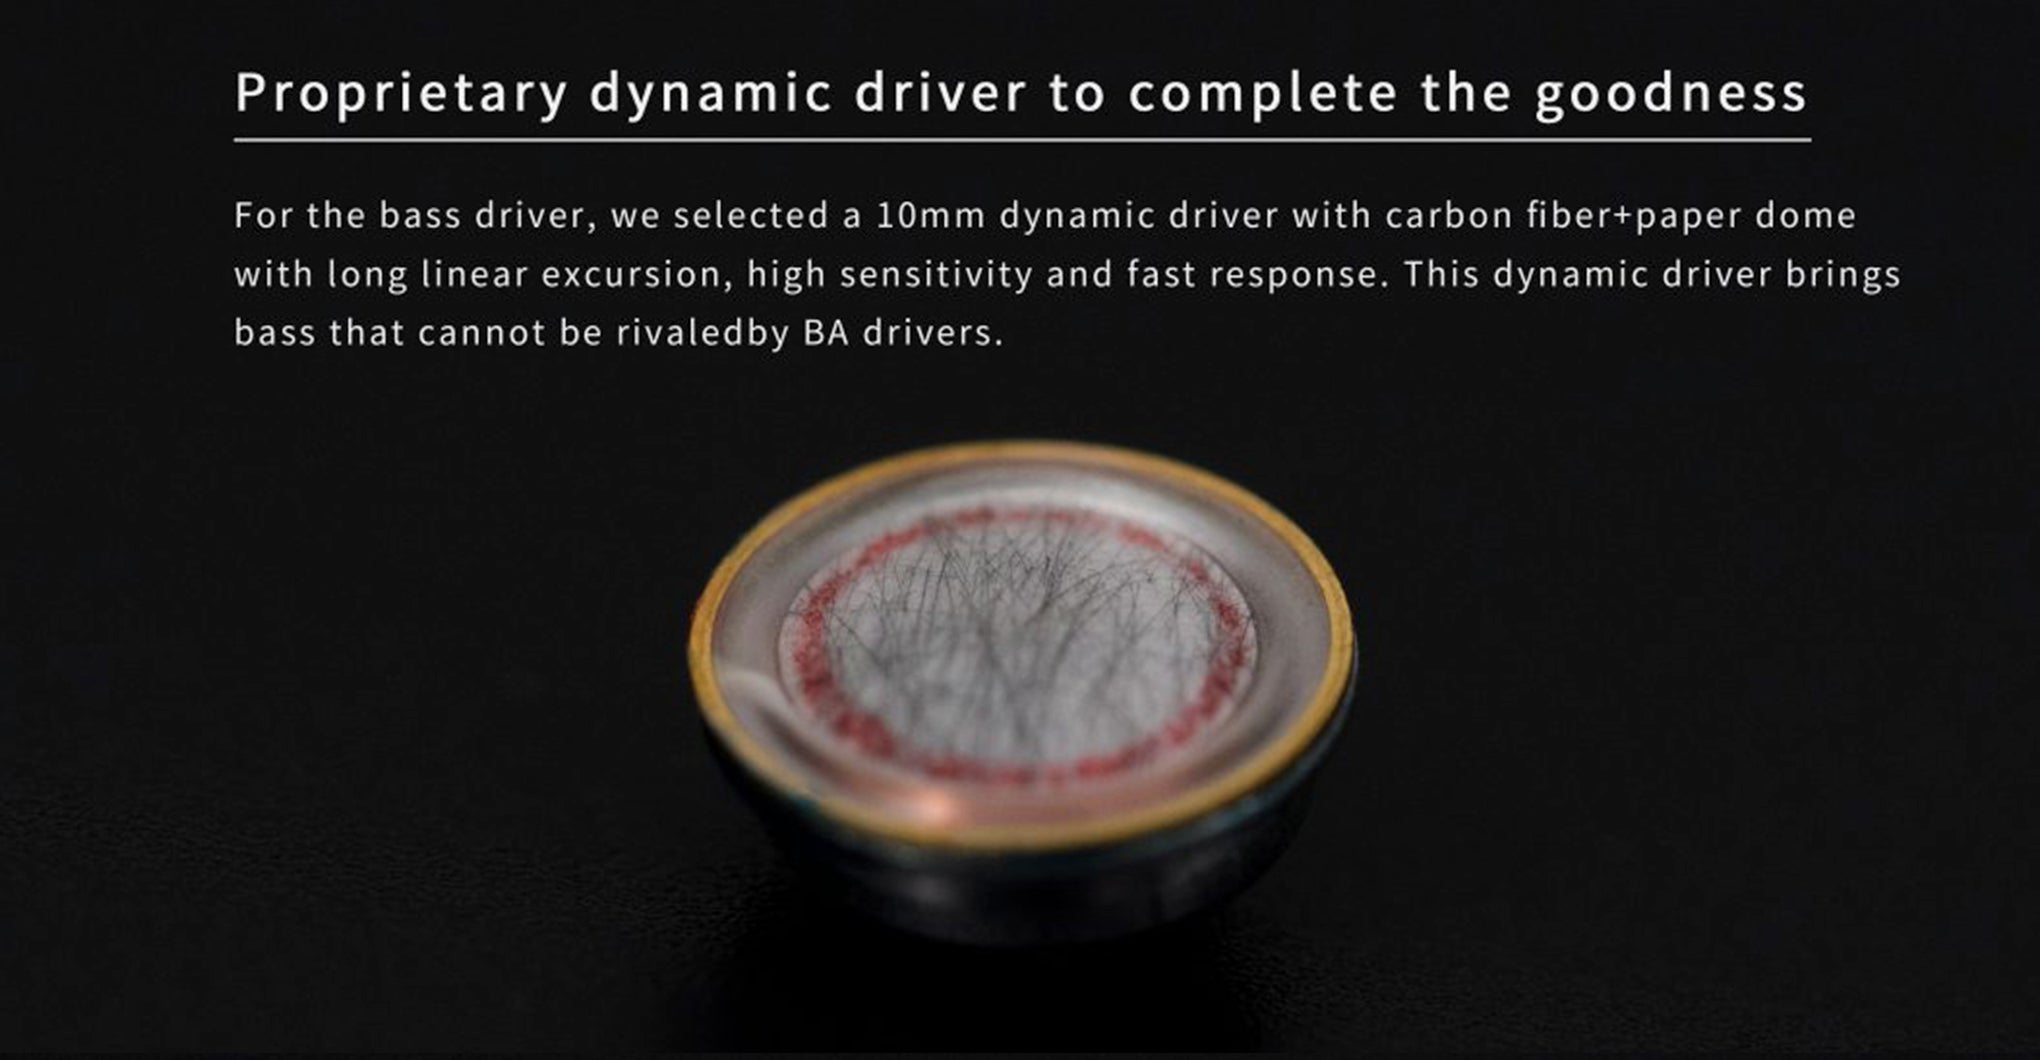 Proprietary dynamic driver to complete the goodness
For the bass driver, we selected a 10mm dynamic driver with carbon fiber+paper dome
with long linear excursion, high sensitivity and fast response. This dynamic driver brings
bass that cannot be rivaledby BA drivers.